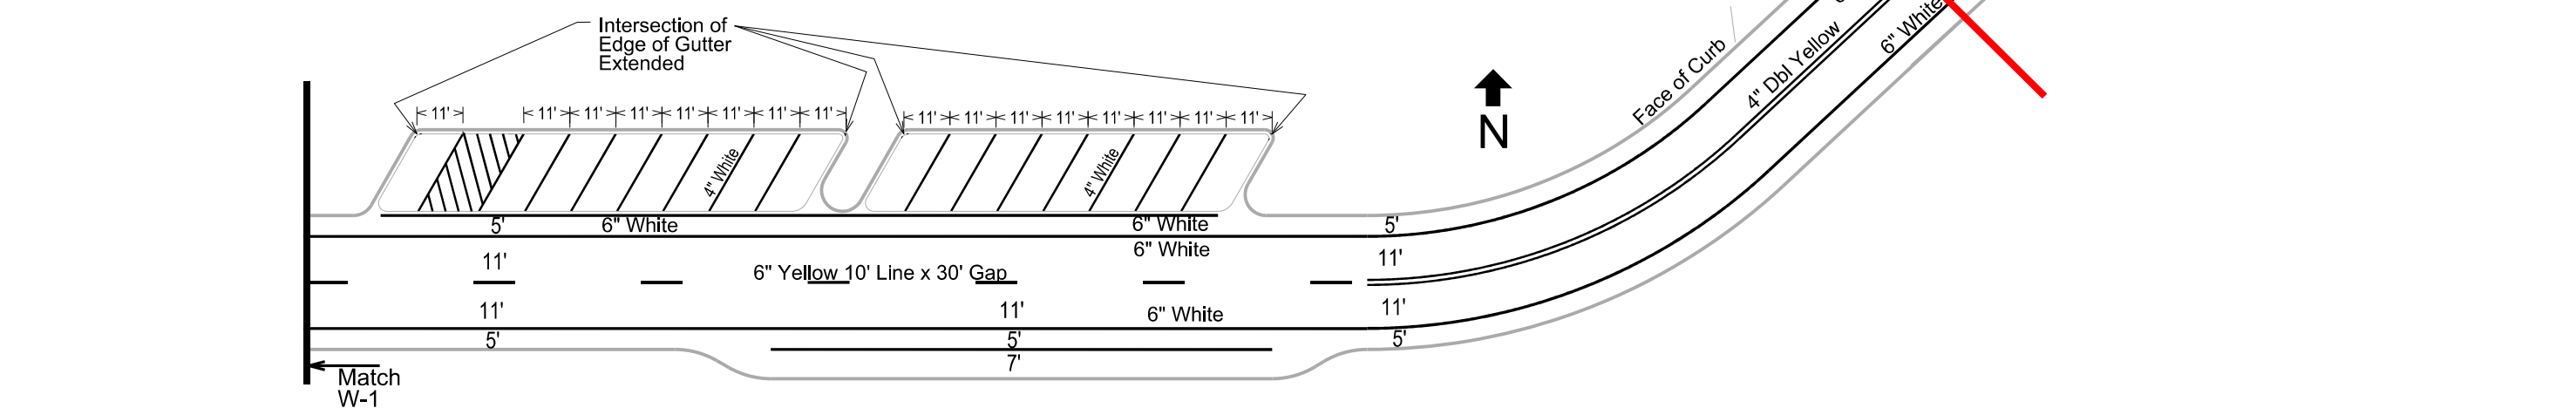 Intersection of
Edge of Gutter
Extended
11' 11' 11' 11' 11' 11' 11' 11' 11' 11' 11' 11' 11' 11' 11' 11'
4" White
4" White
N
Face of Curb
4" Dbl Yellow
6" White
5' 6" White 6" White 5'
6" White
11' 11'
6" Yellow 10' Line x 30' Gap
11' 11' 6" White 11'
5' 5' 5'
7'
Match
W-1